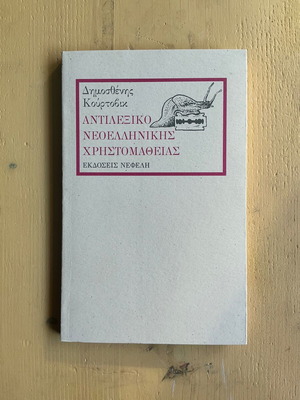 Δημοσθένης
Κούρτοβικ
ΑΝΤΙΛΕΞΙΚΟ
ΝΕΟΕΛΛΗΝΙΚΗΣ
ΧΡΗΣΤΟΜΑΘΕΙΑΣ
ΕΚΔΟΣΕΙΣ ΝΕΦΕΛΗ